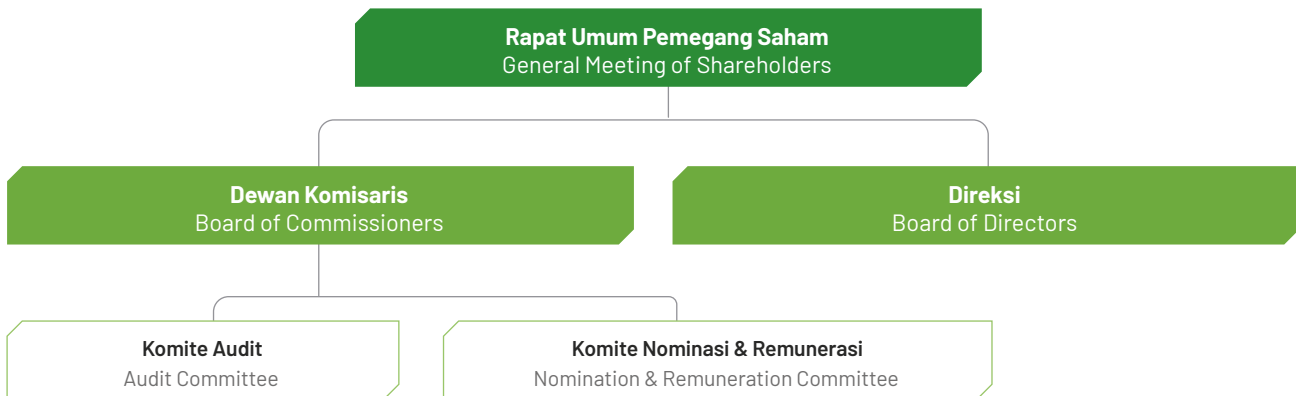 Rapat Umum Pemegang Saham
General Meeting of Shareholders
Dewan Komisaris
Board of Commissioners
Direksi
Board of Directors
Komite Audit
Audit Committee
Komite Nominasi & Remunerasi
Nomination & Remuneration Committee